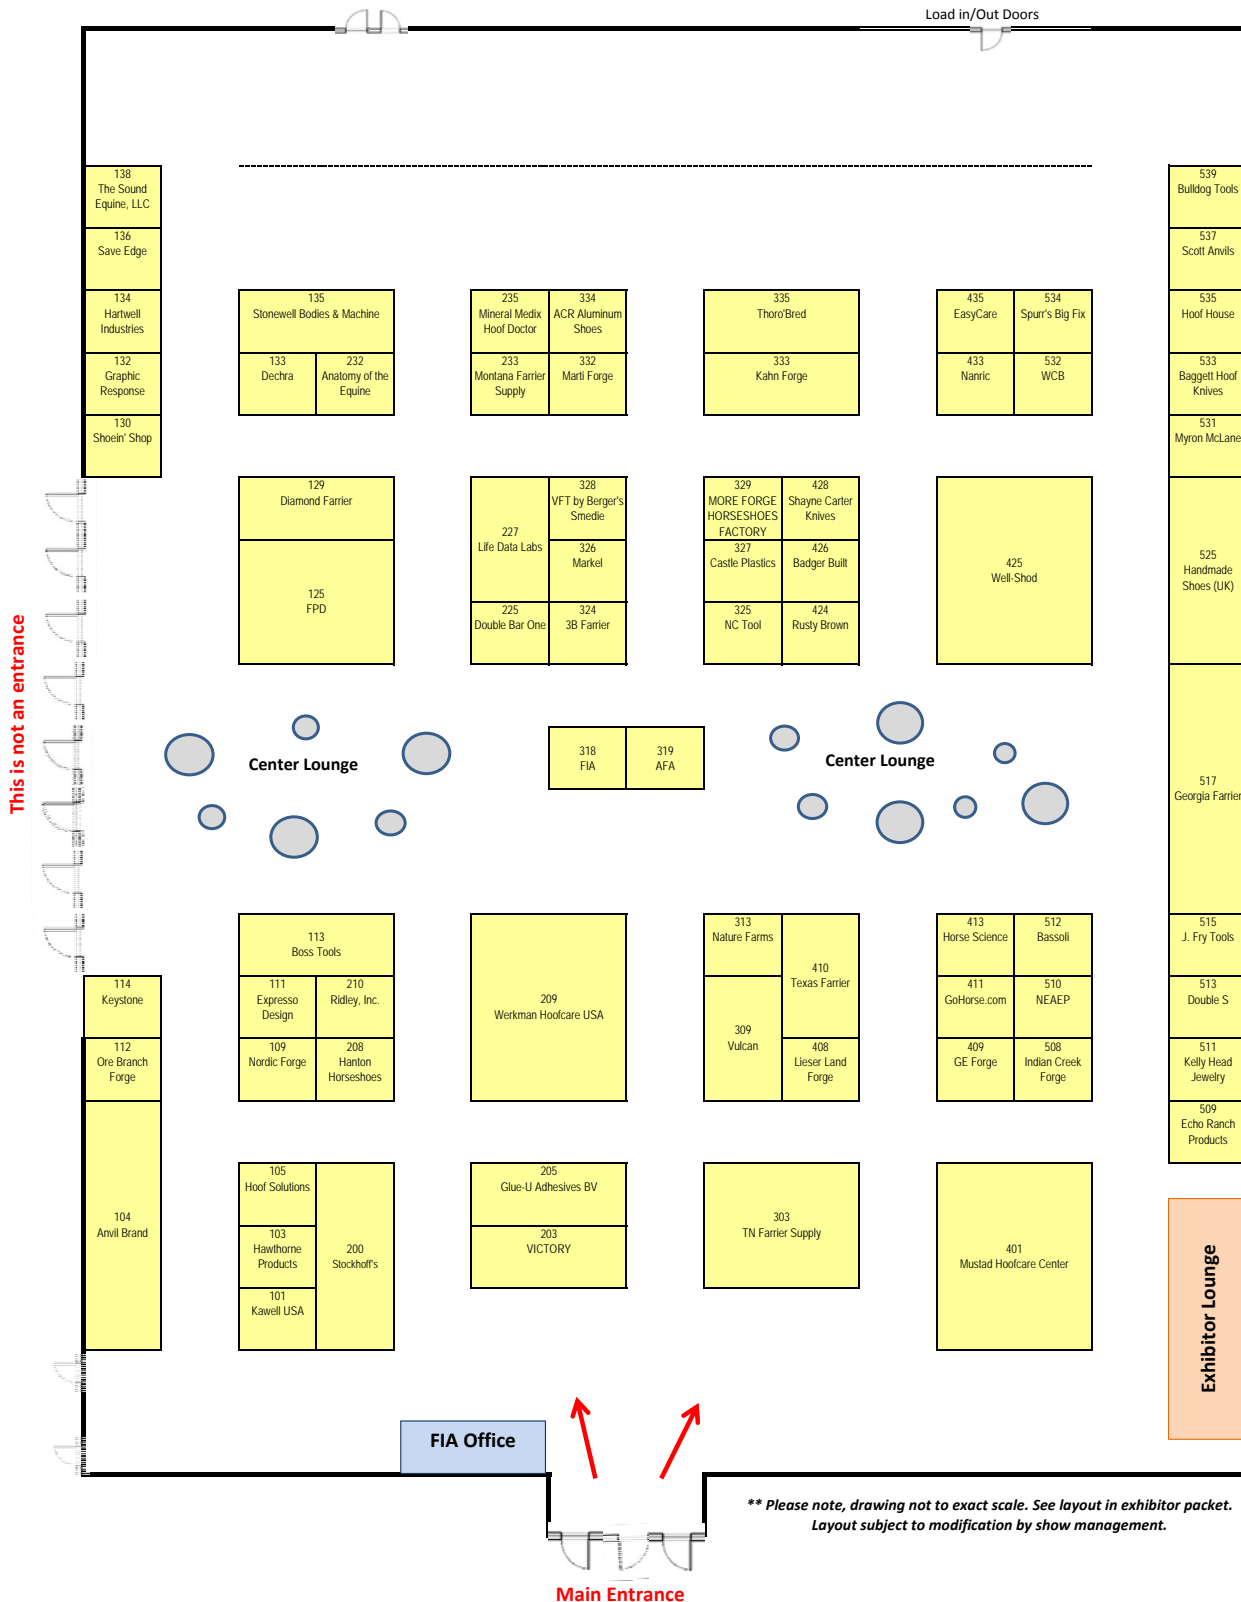 Load in/Out Doors
138
The Sound
Equine, LLC
136
Save Edge
134
Hartwell
Industries
132
Graphic
Response
130
Shoein' Shop
135
Stonewell Bodies & Machine
133
Dechra
232
Anatomy of the
Equine
235
Mineral Medix
Hoof Doctor
334
ACR Aluminum
Shoes
233
Montana Farrier
Supply
332
Marti Forge
335
Thoro'Bred
333
Kahn Forge
435
EasyCare
534
Spurr's Big Fix
433
Nanric
532
WCB
539
Bulldog Tools
537
Scott Anvils
535
Hoof House
533
Baggett Hoof
Knives
531
Myron McLane
129
Diamond Farrier
125
FPD
227
Life Data Labs
328
VFT by Berger's
Smedie
326
Markel
225
Double Bar One
324
3B Farrier
329
MORE FORGE
HORSESHOES
FACTORY
428
Shayne Carter
Knives
327
Castle Plastics
426
Badger Built
325
NC Tool
424
Rusty Brown
425
Well-Shod
525
Handmade
Shoes (UK)
517
Georgia Farrier
This is not an entrance
Center Lounge
318
FIA
319
AFA
Center Lounge
113
Boss Tools
111
Expresso
Design
210
Ridley, Inc.
109
Nordic Forge
208
Hanton
Horseshoes
114
Keystone
112
Ore Branch
Forge
104
Anvil Brand
209
Werkman Hoofcare USA
313
Nature Farms
410
Texas Farrier
309
Vulcan
408
Lieser Land
Forge
413
Horse Science
512
Bassoli
411
GoHorse.com
510
NEAEP
409
GE Forge
508
Indian Creek
Forge
515
J. Fry Tools
513
Double S
511
Kelly Head
Jewelry
509
Echo Ranch
Products
105
Hoof Solutions
103
Hawthorne
Products
101
Kawell USA
200
Stockhoff's
205
Glue-U Adhesives BV
203
VICTORY
303
TN Farrier Supply
401
Mustad Hoofcare Center
Exhibitor Lounge
FIA Office
** Please note, drawing not to exact scale. See layout in exhibitor packet.
Layout subject to modification by show management.
Main Entrance